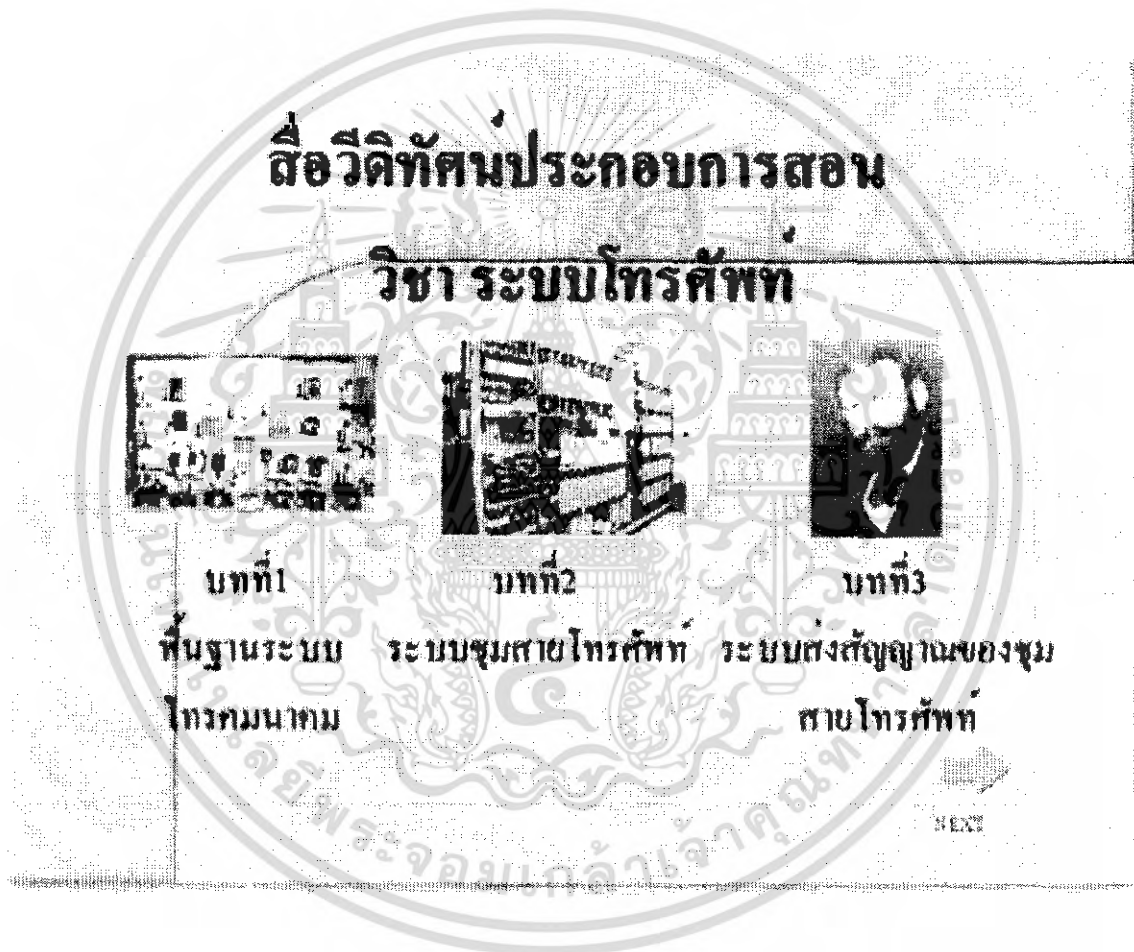 สื่อวีดิทัศน์ประกอบการสอน
วิชา ระบบโทรศัพท์
บทที่1
พื้นฐานระบบ
โทรคมนาคม
บทที่2
ระบบชุมสายโทรศัพท์
บทที่3
ระบบส่งสัญญาณของชุม
สายโทรศัพท์
NEXT